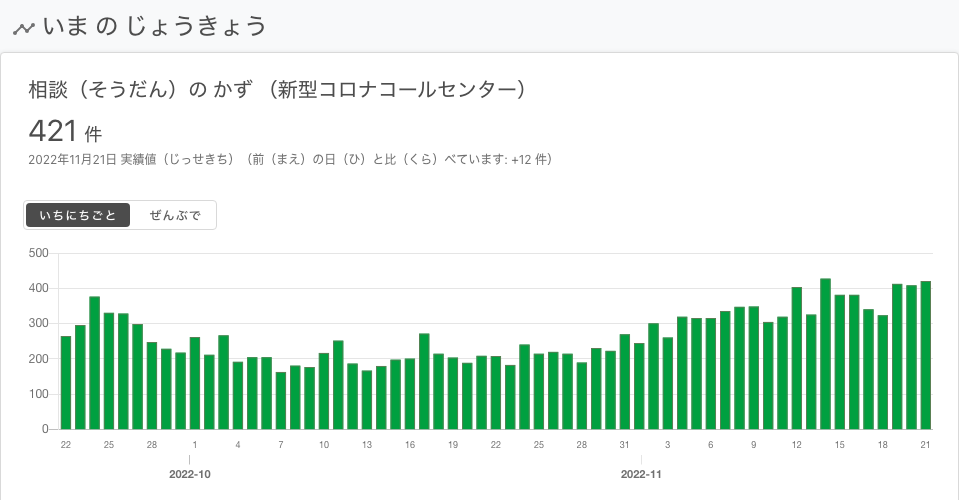 いま の じょうきょう
相談（そうだん）の かず （新型コロナコールセンター）
421 件
2022年11月21日 実績値（じっせきち）（前（まえ）の日（ひ）と比（くら）べています: +12 件）
いちにちごと ぜんぶで
500
400
300
200
100
0
22 25 28 1 4 7 10 13 16 19 22 25 28 31 3 6 9 12 15 18 21
2022-10 2022-11